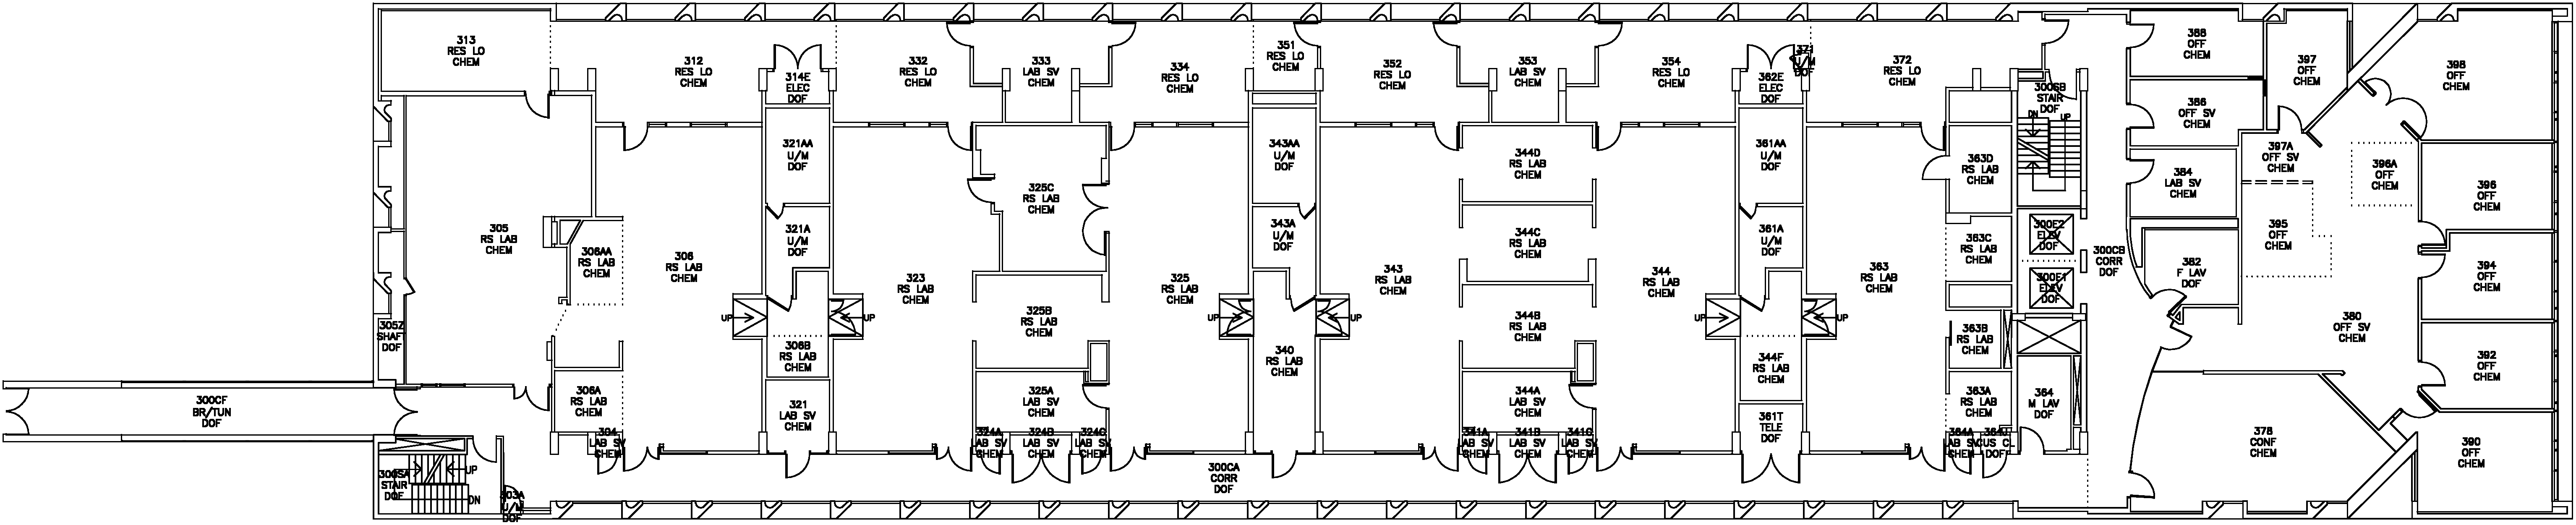 313
RES LO
CHEM
312
RES LO
CHEM
314E
ELEC
DOF
332
RES LO
CHEM
333
LAB SV
CHEM
334
RES LO
CHEM
351
RES LO
CHEM
352
RES LO
CHEM
353
LAB SV
CHEM
354
RES LO
CHEM
362E
ELEC
DOF
371
U/M
DOF
372
RES LO
CHEM
300SB
STAIR
DOF
DN
UP
388
OFF
CHEM
386
OFF SV
CHEM
397
OFF
CHEM
398
OFF
CHEM
321AA
U/M
DOF
325C
RS LAB
CHEM
343AA
U/M
DOF
344D
RS LAB
CHEM
361AA
U/M
DOF
363D
RS LAB
CHEM
384
LAB SV
CHEM
397A
OFF SV
CHEM
396A
OFF
CHEM
396
OFF
CHEM
305
RS LAB
CHEM
306AA
RS LAB
CHEM
306
RS LAB
CHEM
321A
U/M
DOF
323
RS LAB
CHEM
325
RS LAB
CHEM
343A
U/M
DOF
343
RS LAB
CHEM
344C
RS LAB
CHEM
344
RS LAB
CHEM
361A
U/M
DOF
363
RS LAB
CHEM
363C
RS LAB
CHEM
300E2
ELEV
DOF
300E1
ELEV
DOF
300CB
CORR
DOF
382
F LAV
DOF
395
OFF
CHEM
394
OFF
CHEM
305Z
SHAFT
DOF
UP
UP
325B
RS LAB
CHEM
UP
UP
344B
RS LAB
CHEM
UP
UP
363B
RS LAB
CHEM
380
OFF SV
CHEM
306B
RS LAB
CHEM
340
RS LAB
CHEM
344F
RS LAB
CHEM
392
OFF
CHEM
300CF
BR/TUN
DOF
306A
RS LAB
CHEM
321
LAB SV
CHEM
325A
LAB SV
CHEM
344A
LAB SV
CHEM
361T
TELE
DOF
363A
RS LAB
CHEM
364
M LAV
DOF
304
LAB SV
CHEM
324A
LAB SV
CHEM
324B
LAB SV
CHEM
324C
LAB SV
CHEM
341A
LAB SV
CHEM
341B
LAB SV
CHEM
341C
LAB SV
CHEM
364A
LAB SV
CHEM
CUS CL
DOF
378
CONF
CHEM
390
OFF
CHEM
300SA
STAIR
DOF
UP
DN
303A
U/M
DOF
300CA
CORR
DOF